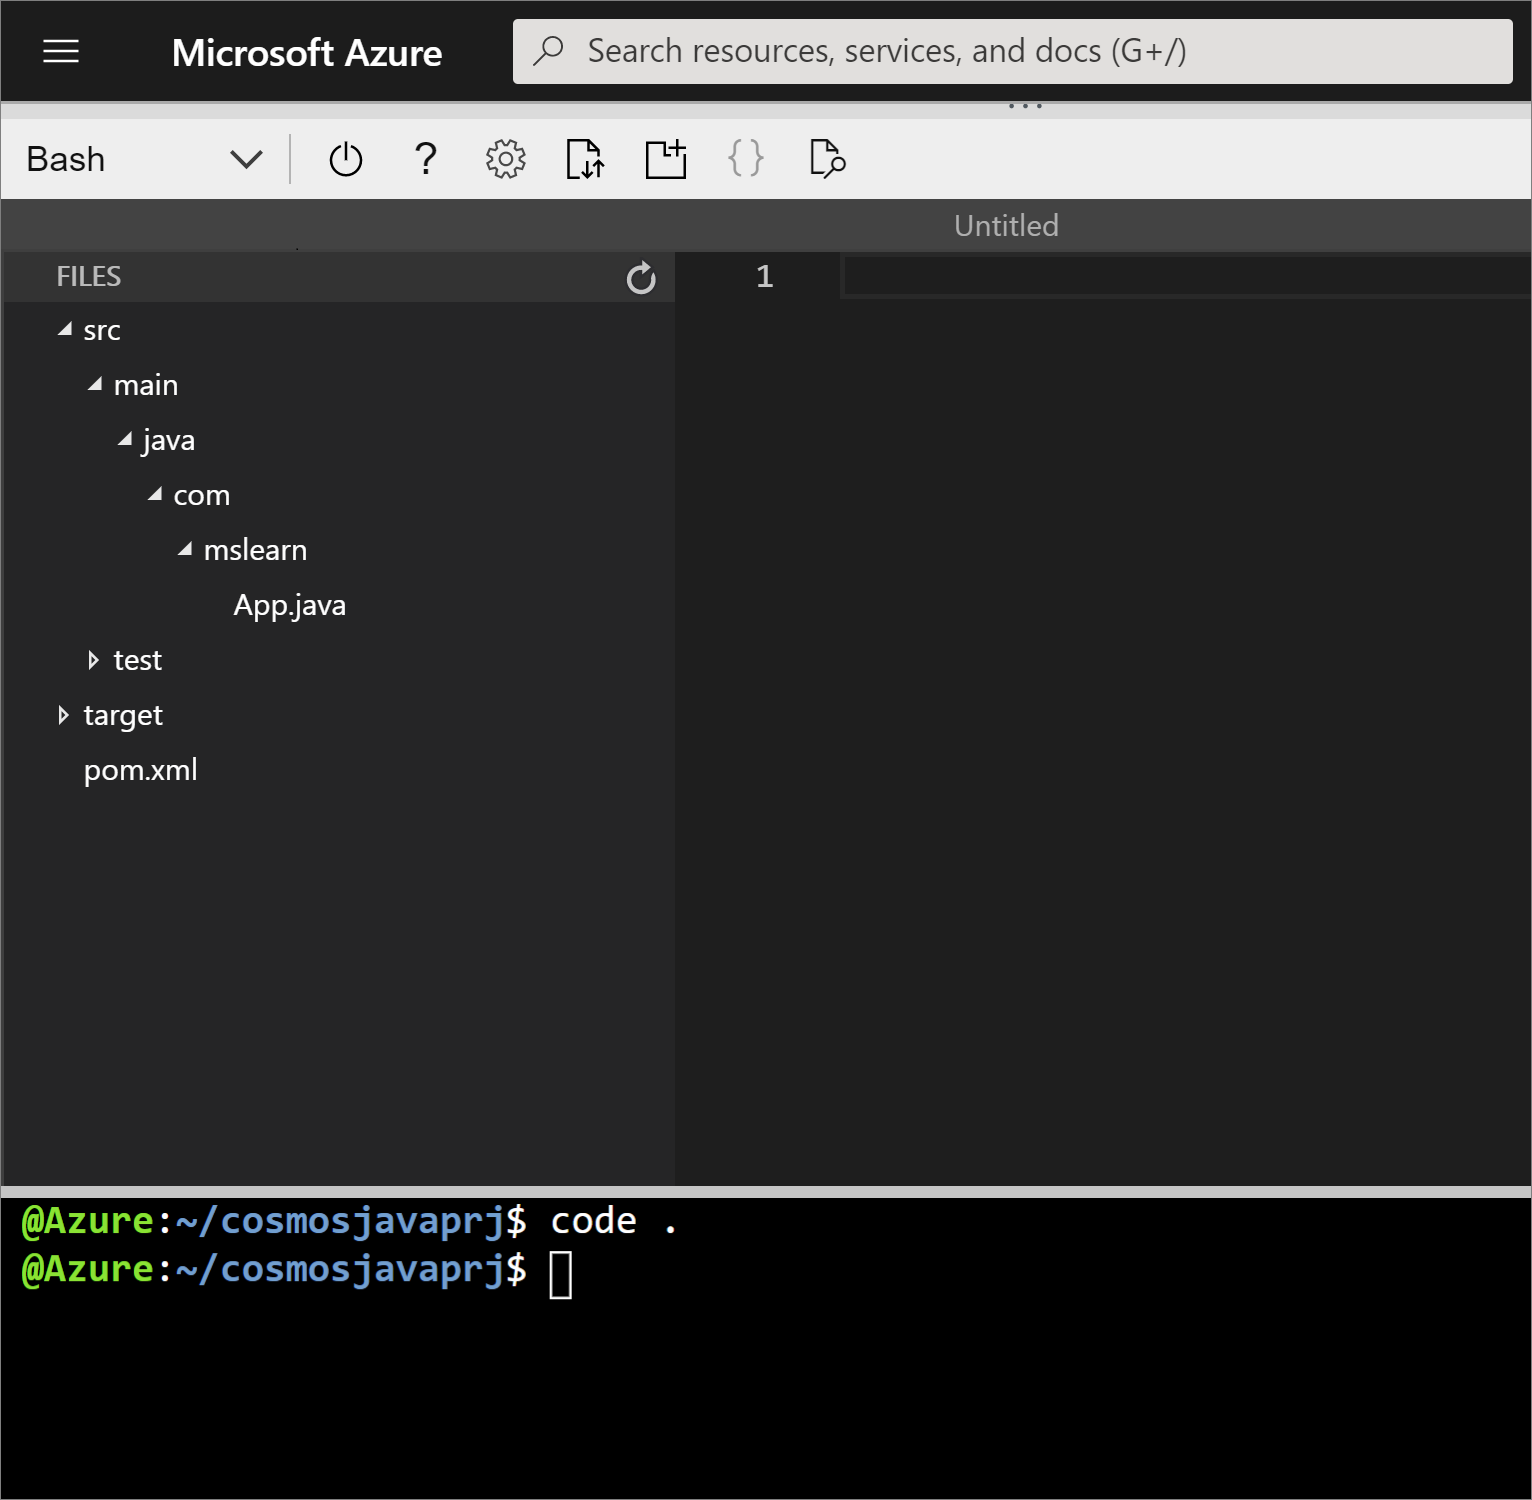 Microsoft Azure
Search resources, services, and docs (G+/)
Bash
?
{}
Untitled
FILES
1
src
main
java
com
mslearn
App.java
test
target
pom.xml
@Azure:~/cosmosjavaprj$ code .
@Azure:~/cosmosjavaprj$